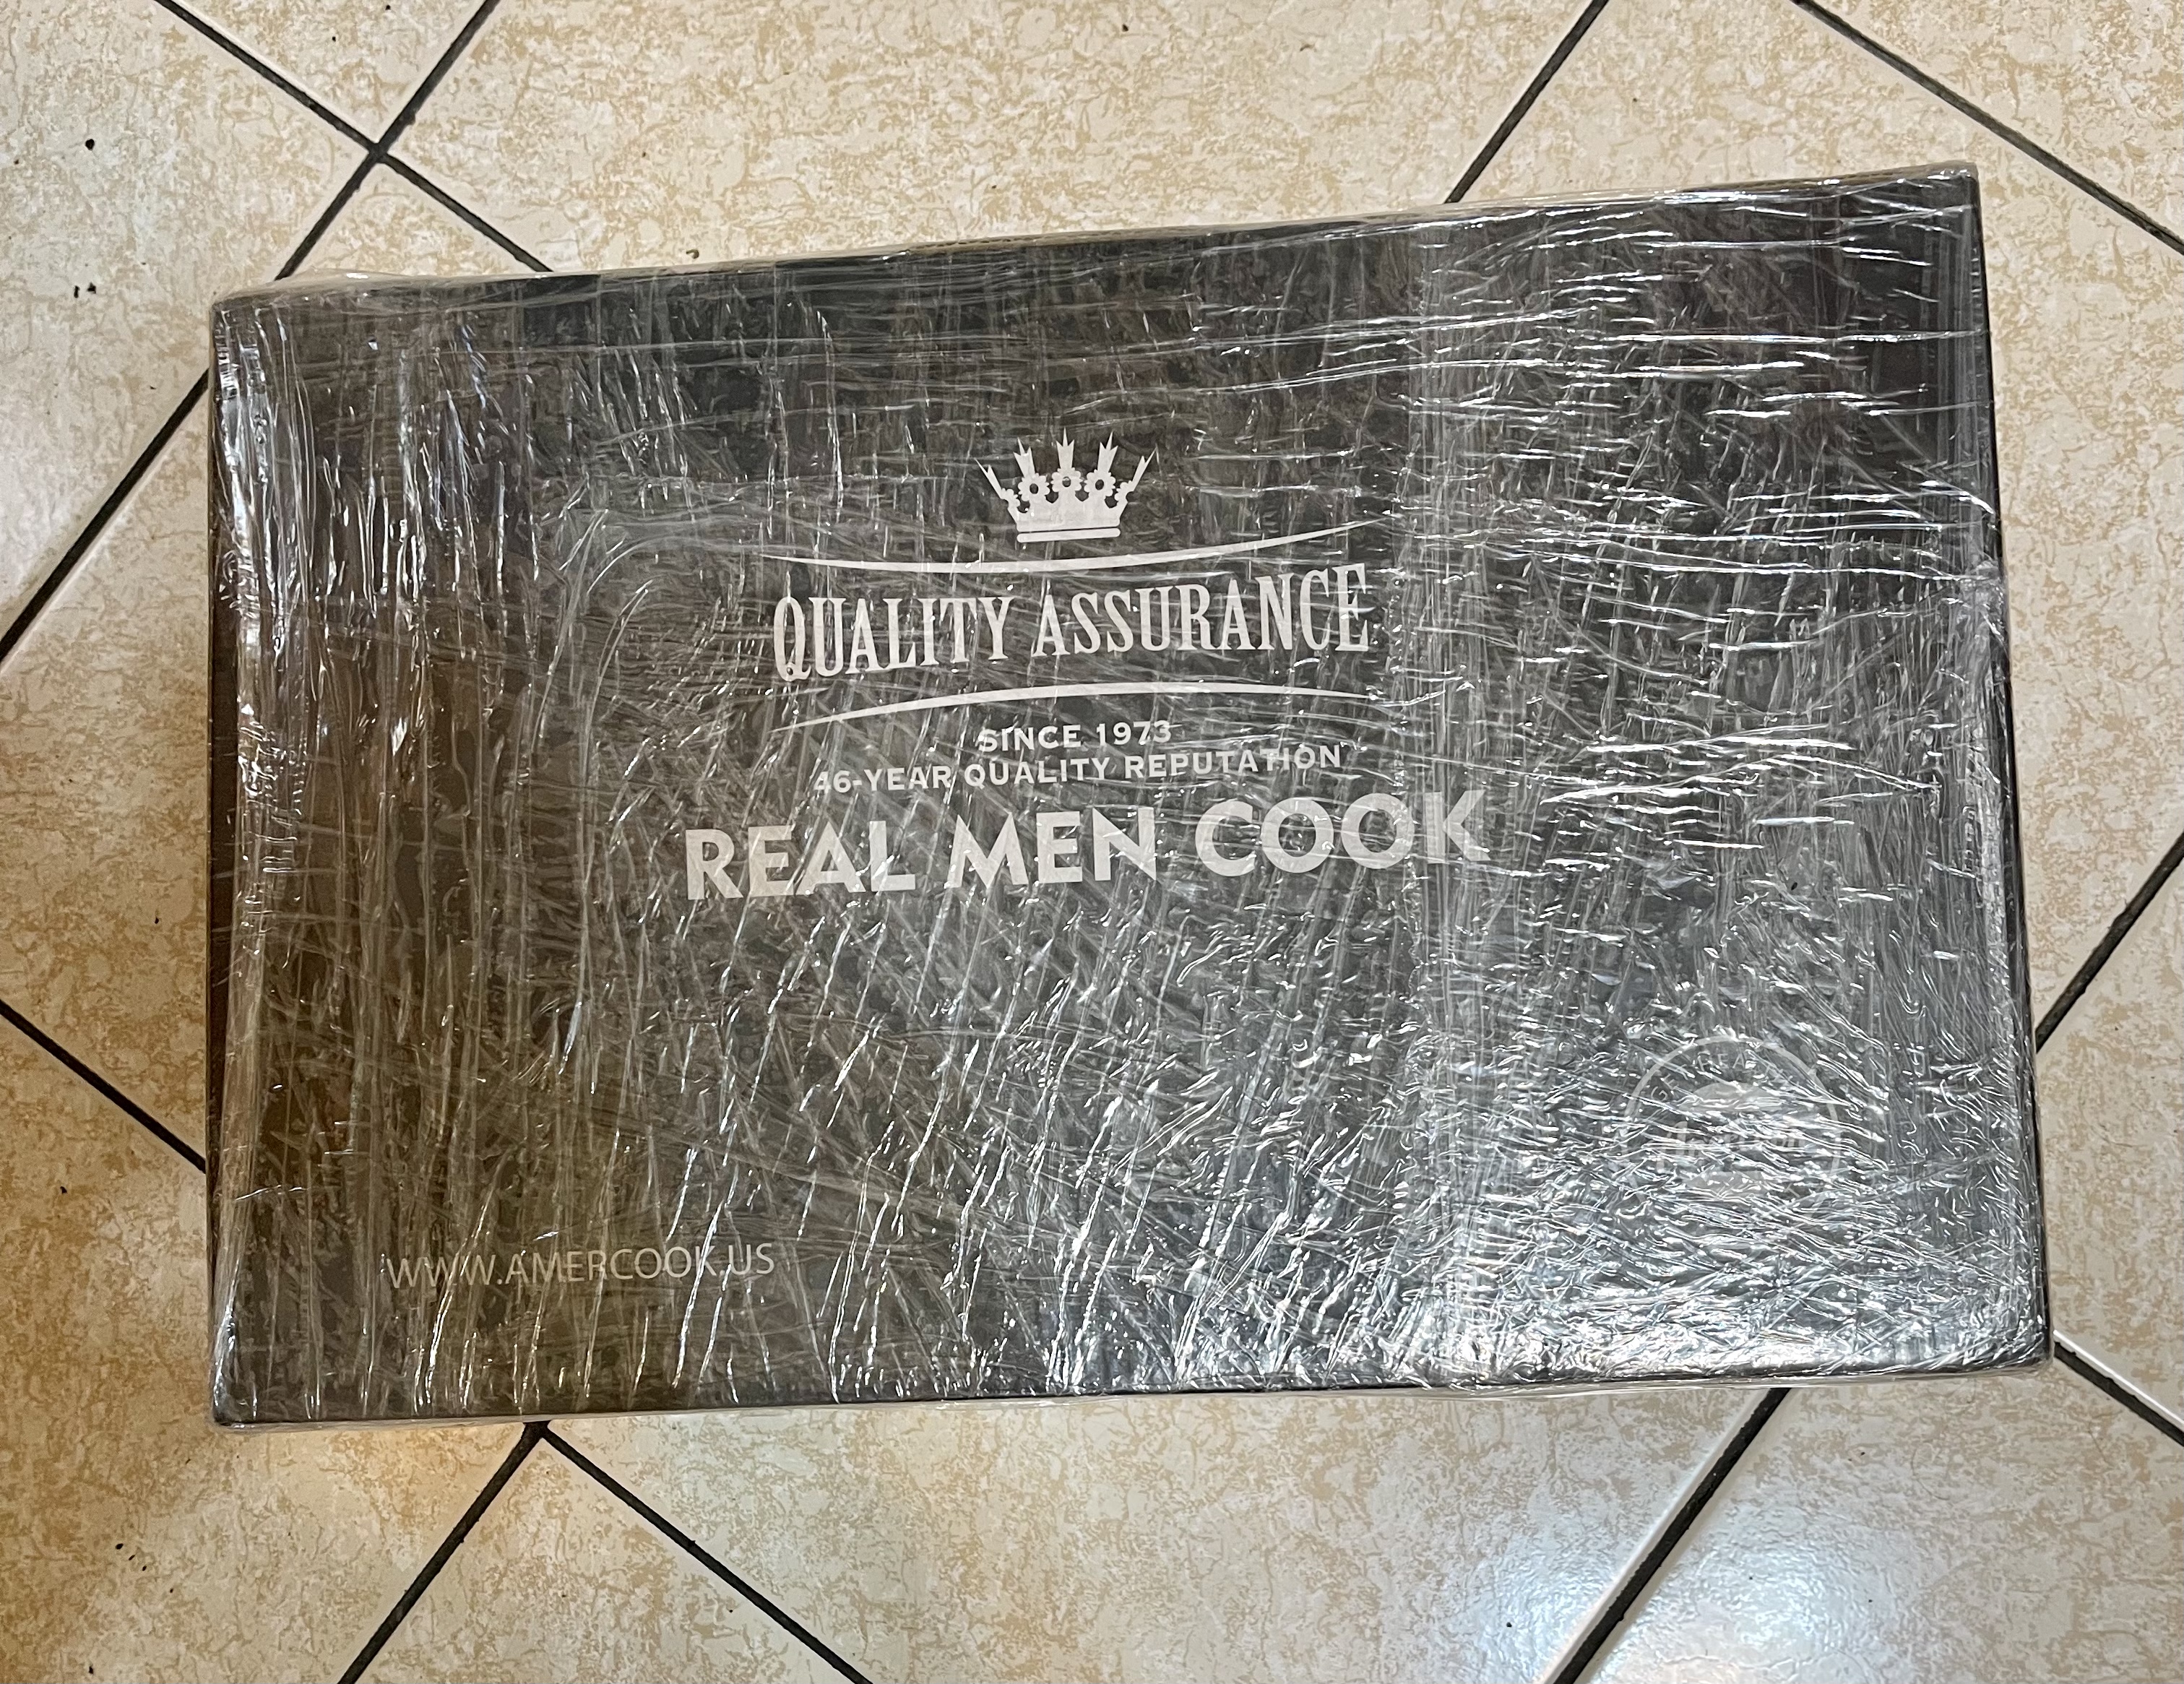 QUALITY ASSURANCE
SINCE 1973
46-YEAR QUALITY REPUTATION
REAL MEN COOK
WWW.AMERCOOK.US